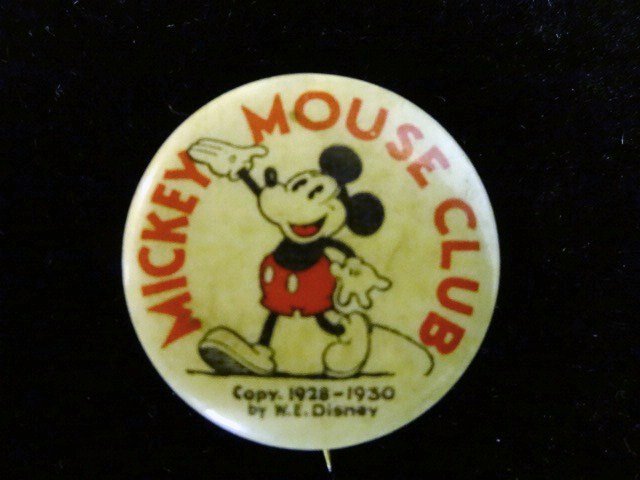 MICKEY MOUSE CLUB
Copy. 1928-1930
by W.E. Disney